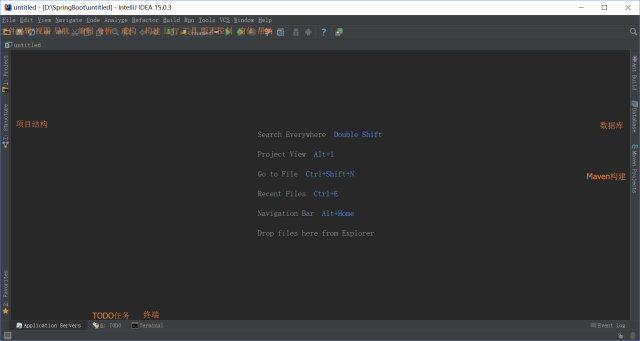 untitled - [D:\SpringBoot\untitled] - IntelliJ IDEA 15.0.3
File Edit View Navigate Code Analyze Refactor Build Run Tools VCS Window Help
untitled
1: Project
Structure
项目结构
Search Everywhere Double Shift
Project View Alt+1
Go to File Ctrl+Shift+N
Recent Files Ctrl+E
Navigation Bar Alt+Home
Drop files here from Explorer
Ant Build
Database
数据库
Maven Projects
Maven构建
2: Favorites
TODO任务
终端
Application Servers
6: TODO
Terminal
Event Log